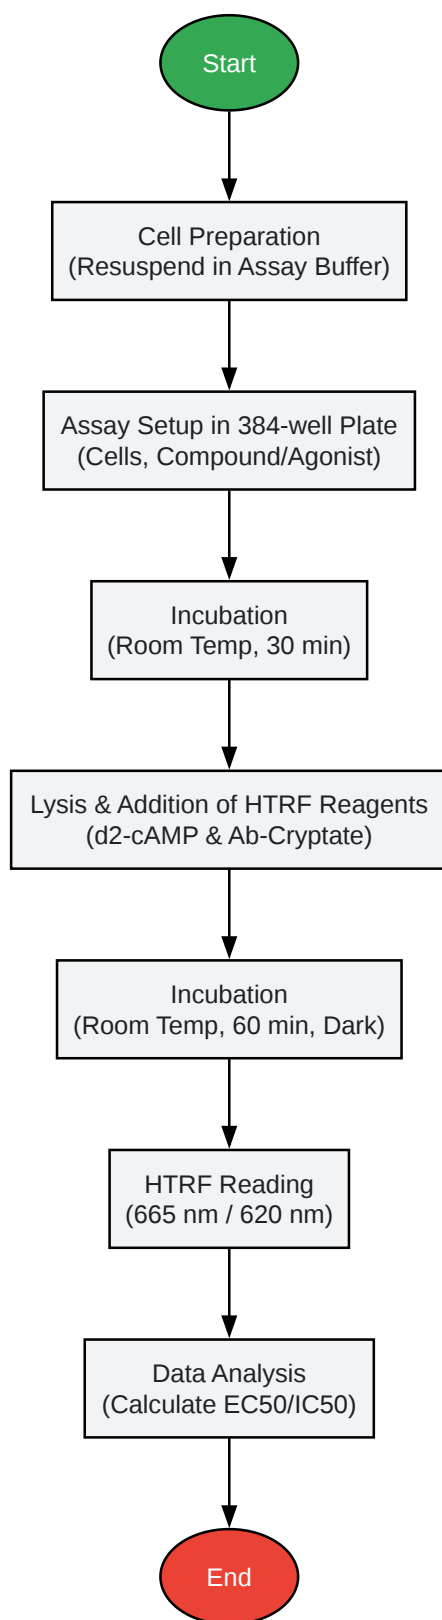 Start
Cell Preparation
(Resuspend in Assay Buffer)
Assay Setup in 384-well Plate
(Cells, Compound/Agonist)
Incubation
(Room Temp, 30 min)
Lysis & Addition of HTRF Reagents
(d2-cAMP & Ab-Cryptate)
Incubation
(Room Temp, 60 min, Dark)
HTRF Reading
(665 nm / 620 nm)
Data Analysis
(Calculate EC50/IC50)
End